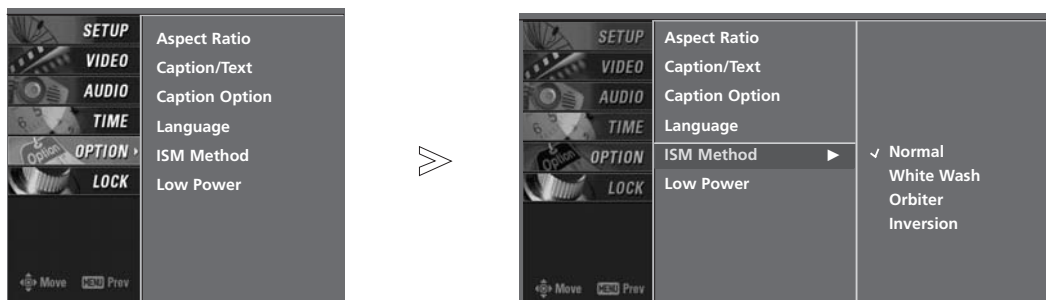 SETUP
VIDEO
AUDIO
TIME
OPTION
LOCK
Move MENU Prev
Aspect Ratio
Caption/Text
Caption Option
Language
ISM Method
Low Power
SETUP
VIDEO
AUDIO
TIME
OPTION
LOCK
Move MENU Prev
Aspect Ratio
Caption/Text
Caption Option
Language
ISM Method ►
Low Power
✓ Normal
White Wash
Orbiter
Inversion